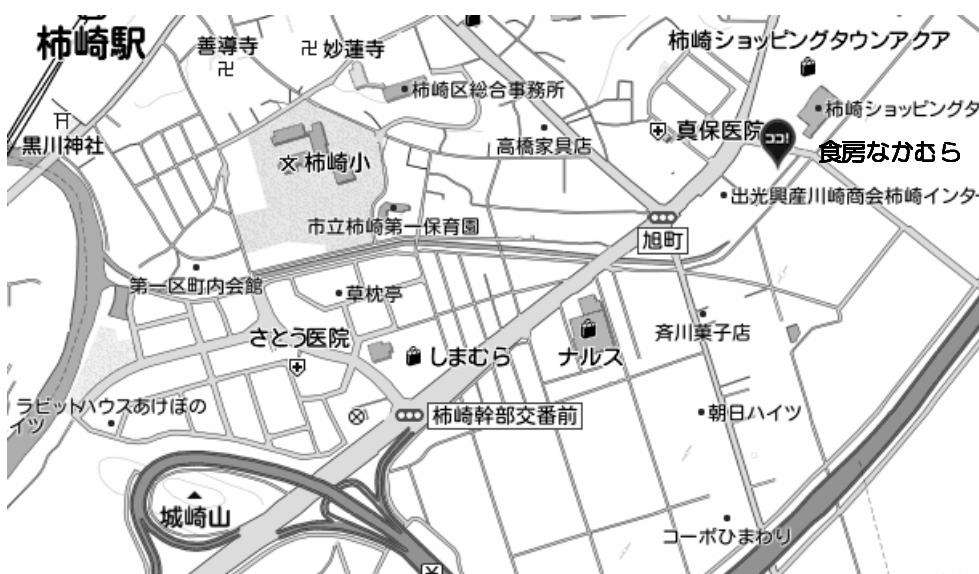 柿崎駅
善導寺
妙蓮寺
柿崎ショッピングタウンアクア
柿崎区総合事務所
柿崎ショッピングタ
黒川神社
真保医院
ココ!
高橋家具店
食房なかむら
文 柿崎小
出光興産川崎商会柿崎インター
市立柿崎第一保育園
旭町
第一区町内会館
草枕亭
さとう医院
斉川菓子店
しまむら
ナルス
ラビットハウスあけぼの
イツ
柿崎幹部交番前
朝日ハイツ
城崎山
コーポひまわり